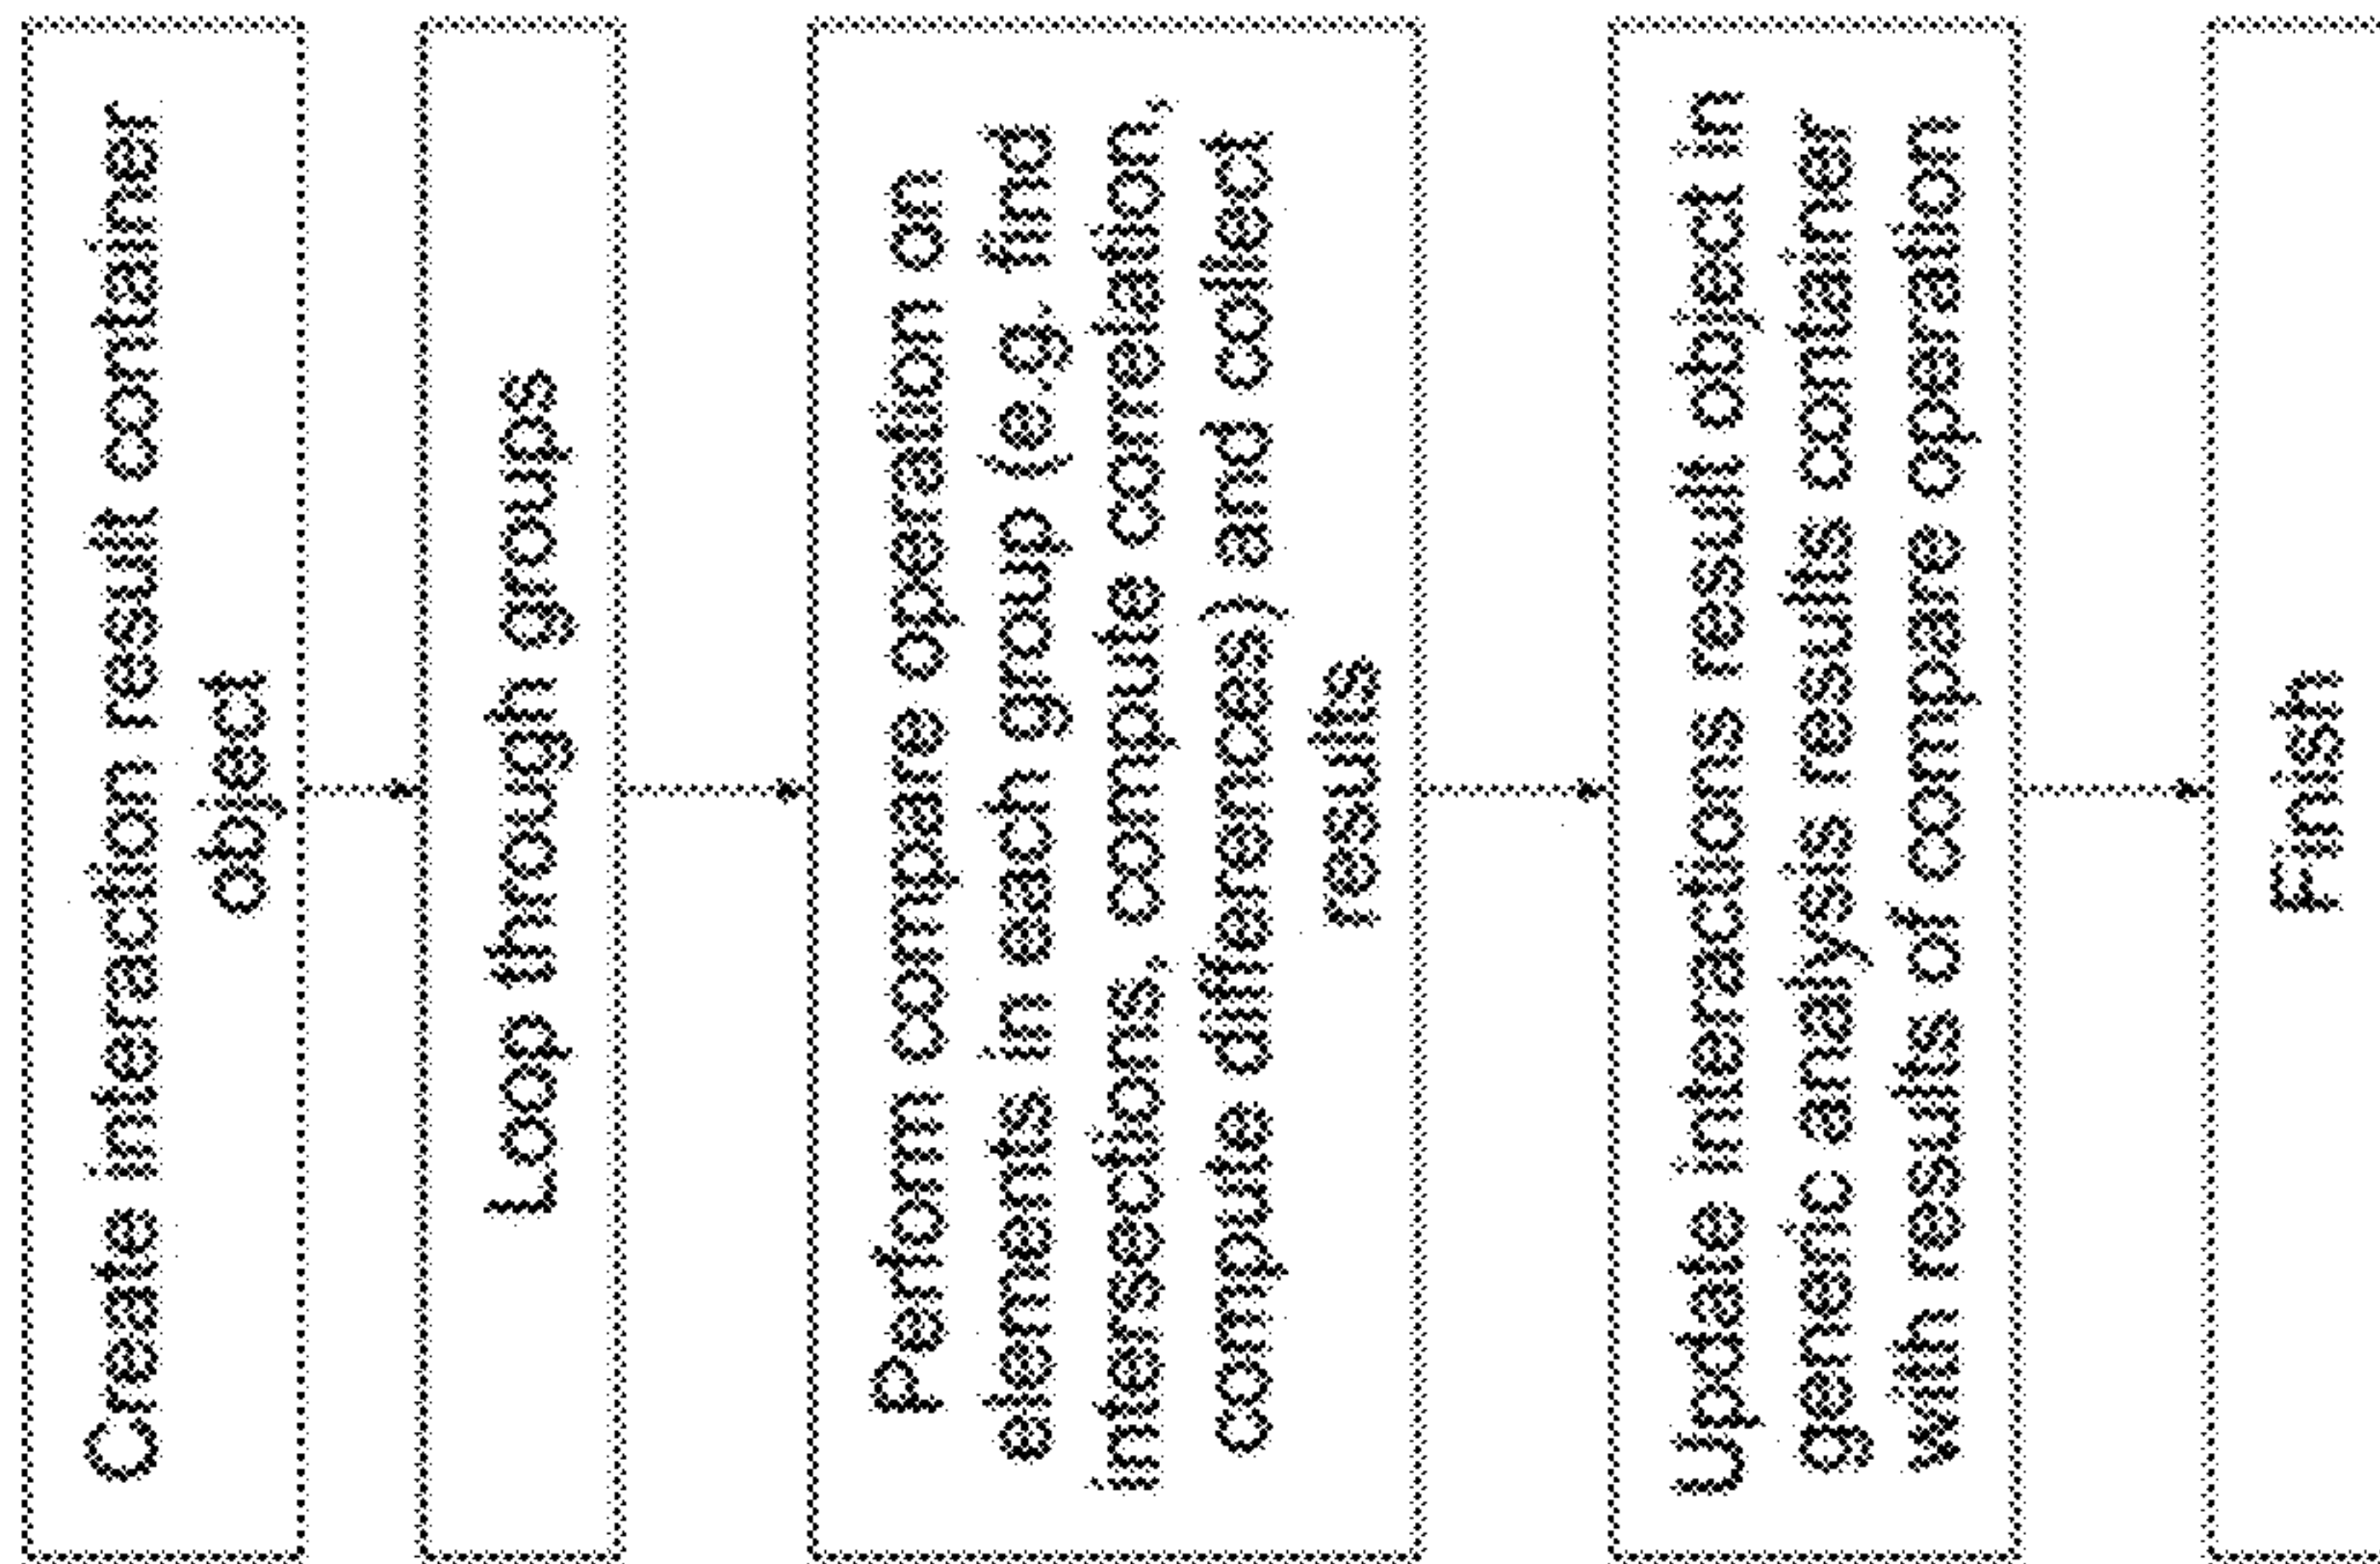 Create interaction result container
object
Loop through groups
Perform compare operation on
elements in each group (e.g. find
intersections, compute correlation,
compute differences) and collect
results
Update interactions result object in
generic analysis results container
with results of compare operation
Finish